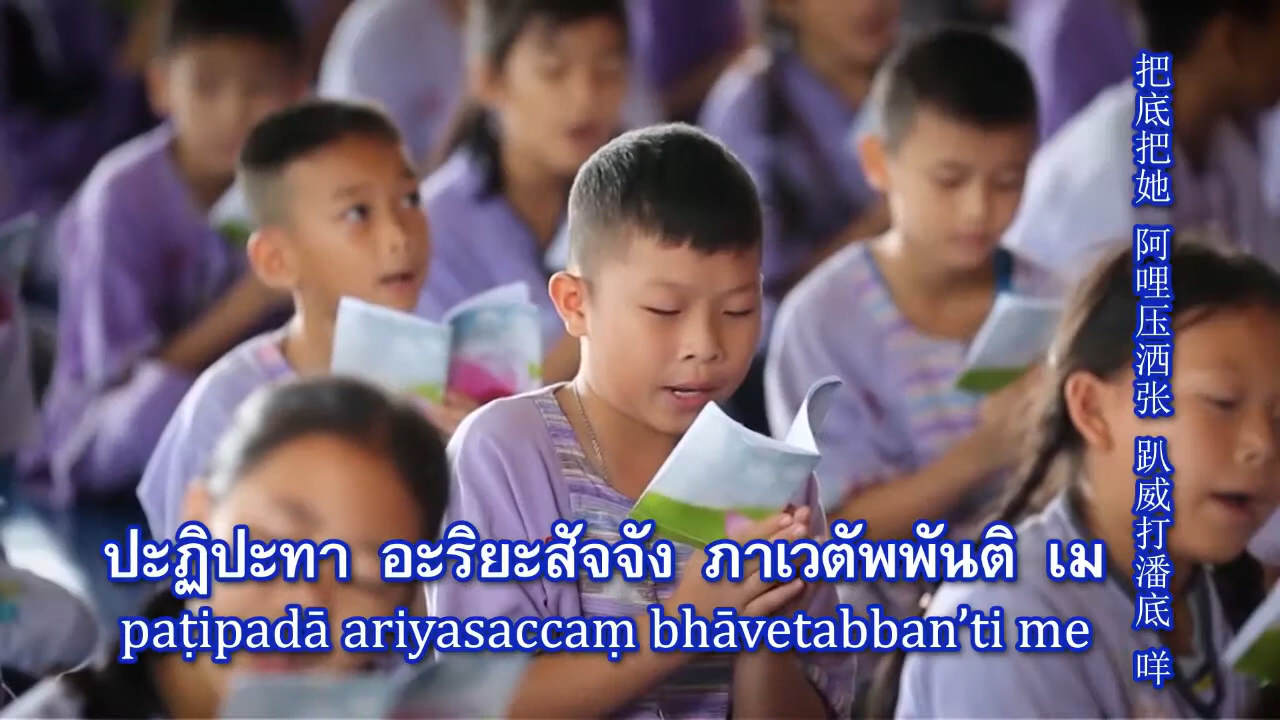 ปะฏิปะทา อะริยะสัจจัง ภาเวตัพพันติ เม
paṭipadā ariyasaccaṃ bhāvetabban’ti me
把底把她 阿哩压洒张 趴威打潘底 咩